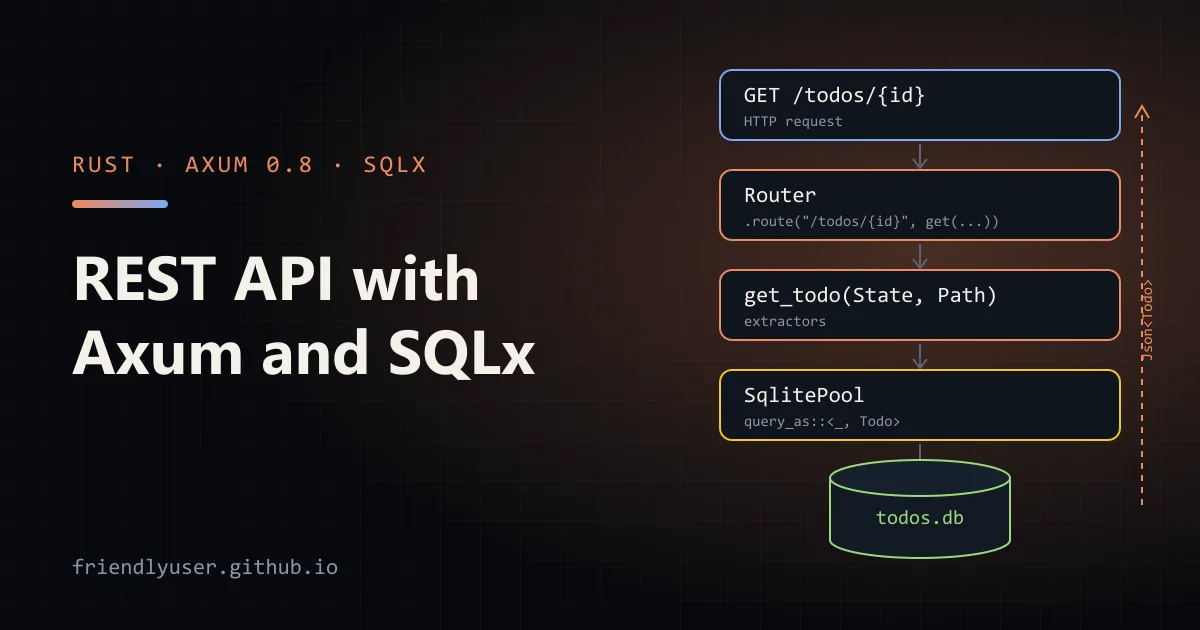 RUST · AXUM 0.8 · SQLX
REST API with
Axum and SQLx
friendlyuser.github.io
GET /todos/{id}
HTTP request
Router
.route("/todos/{id}", get(...))
get_todo(State, Path)
extractors
SqlitePool
query_as::<_, Todo>
todos.db
Json<Todo>